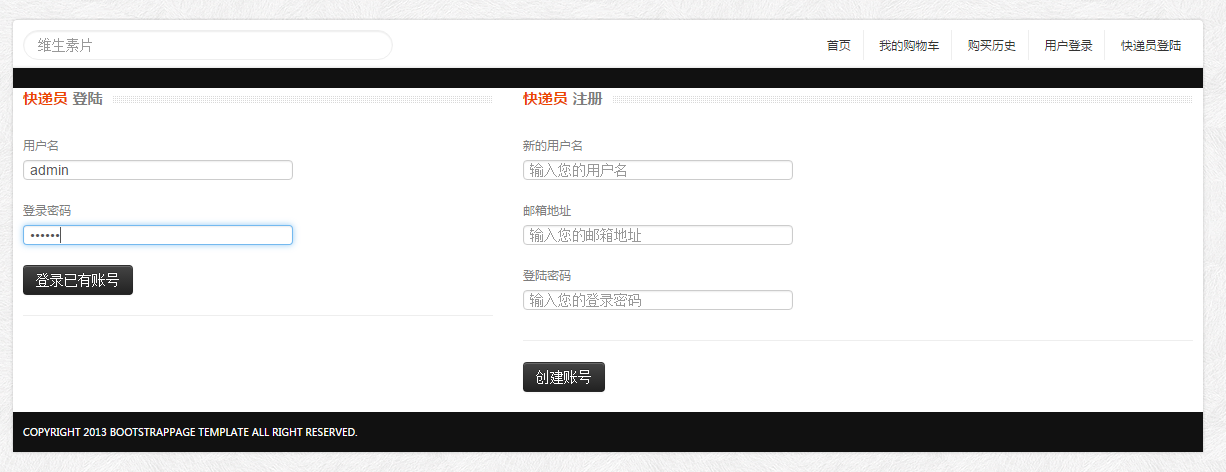 维生素片
首页 我的购物车 购买历史 用户登录 快递员登陆
快递员 登陆
用户名
admin
登录密码
••••••
登录已有账号
快递员 注册
新的用户名
输入您的用户名
邮箱地址
输入您的邮箱地址
登陆密码
输入您的登录密码
创建账号
COPYRIGHT 2013 BOOTSTRAPPAGE TEMPLATE ALL RIGHT RESERVED.